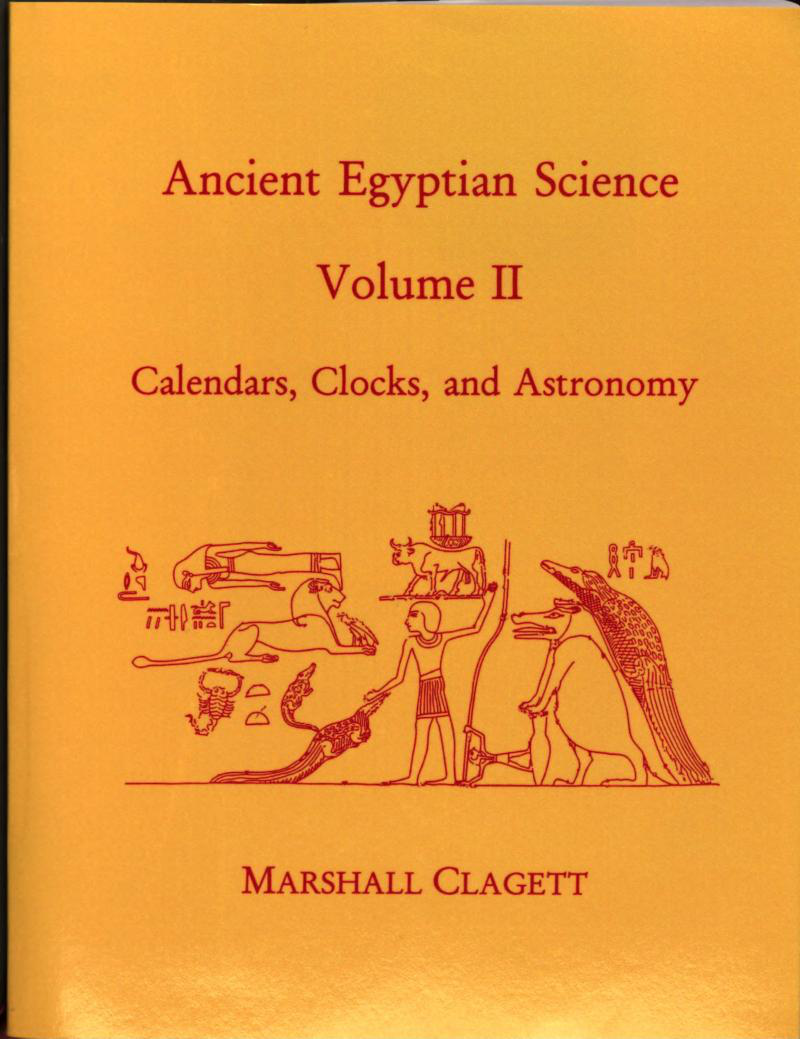 Ancient Egyptian Science
Volume II
Calendars, Clocks, and Astronomy
MARSHALL CLAGETT